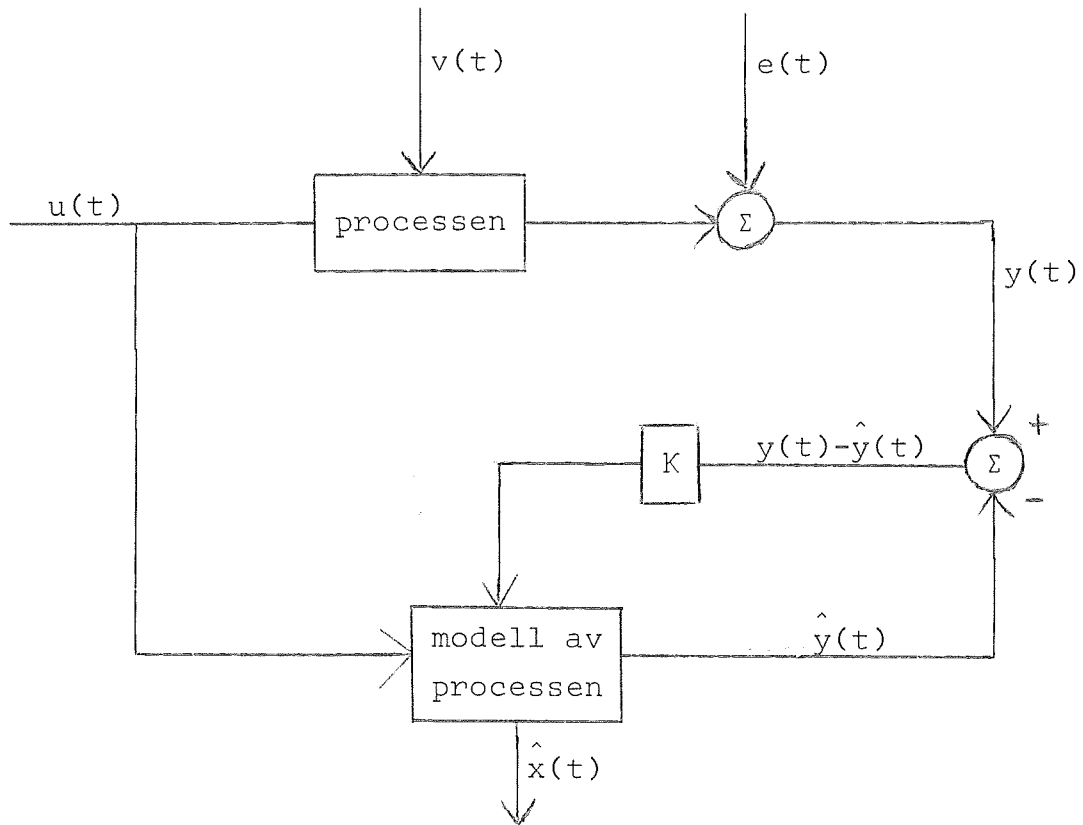 v(t)
e(t)
u(t)
processen
Σ
y(t)
+
K
y(t)-ŷ(t)
Σ
-
modell av
processen
ŷ(t)
x̂(t)